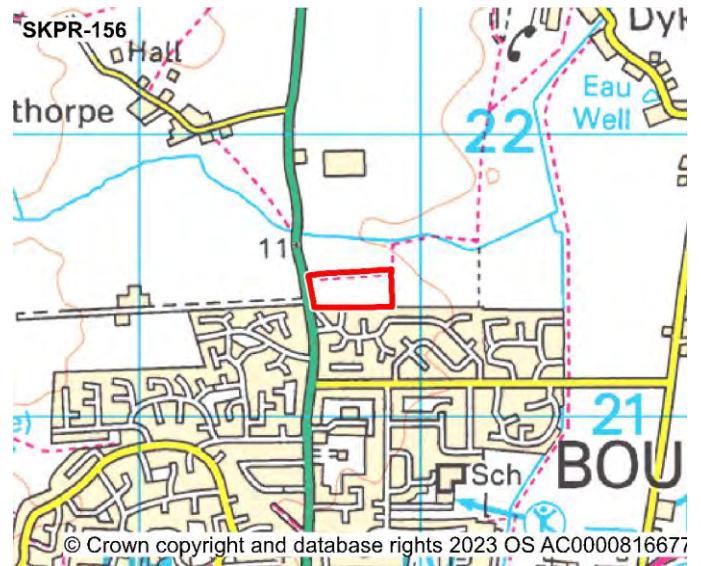 SKPR-156
Hall
thorpe
Dyk
Eau
Well
22
11
21
e)
BOU
Sch
© Crown copyright and database rights 2023 OS AC0000816677